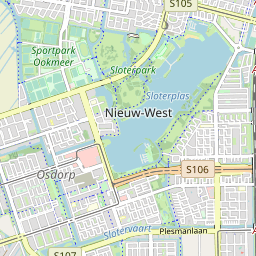 S105
Sportpark
Ookmeer
Sloterpark
Sloterplas
Nieuw-West
S106
Osdorp
Slotervaart
Plesmanlaan
S107